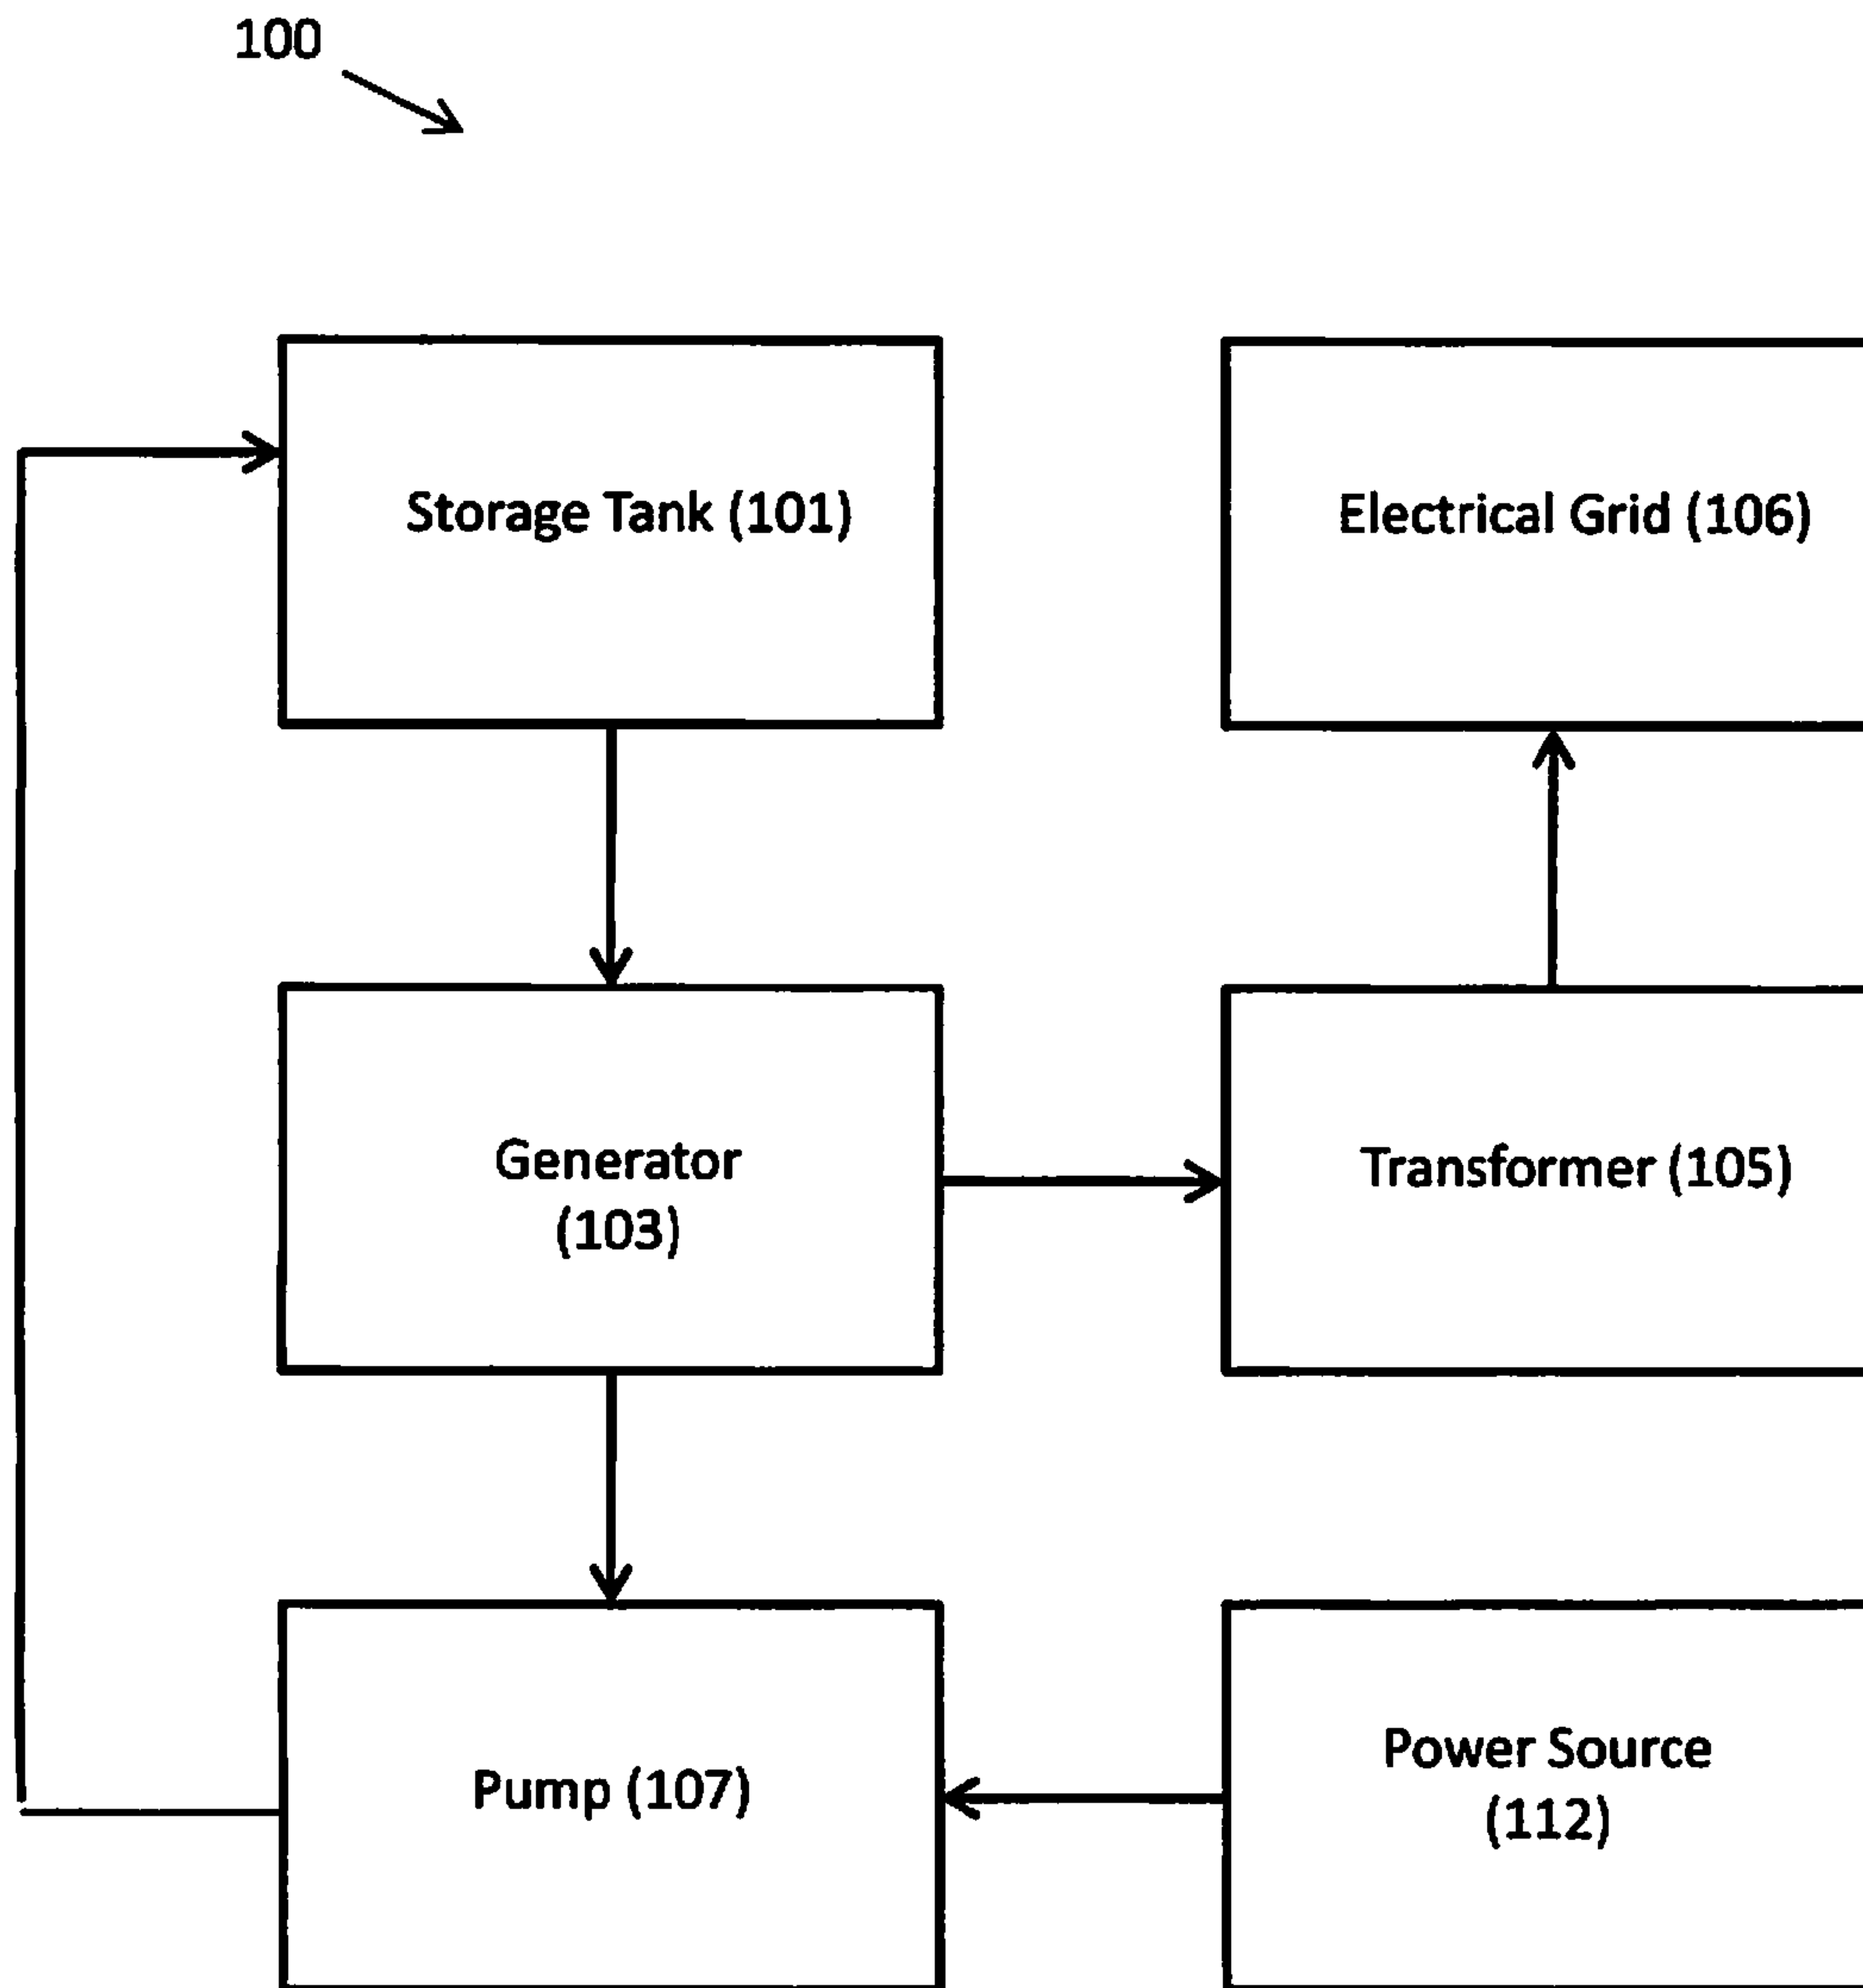 100
Storage Tank (101)
Electrical Grid (106)
Generator
(103)
Transformer (105)
Pump (107)
Power Source
(112)